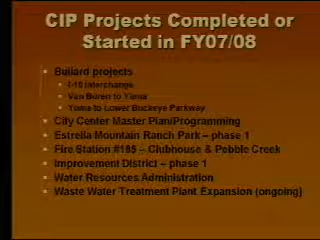 CIP Projects Completed or
Started in FY07/08
Bullard projects
I-10 Interchange
Van Buren to Yuma
Yuma to Lower Buckeye Parkway
City Center Master Plan/Programming
Estrella Mountain Ranch Park – phase 1
Fire Station #185 – Clubhouse & Pebble Creek
Improvement District – phase 1
Water Resources Administration
Waste Water Treatment Plant Expansion (ongoing)